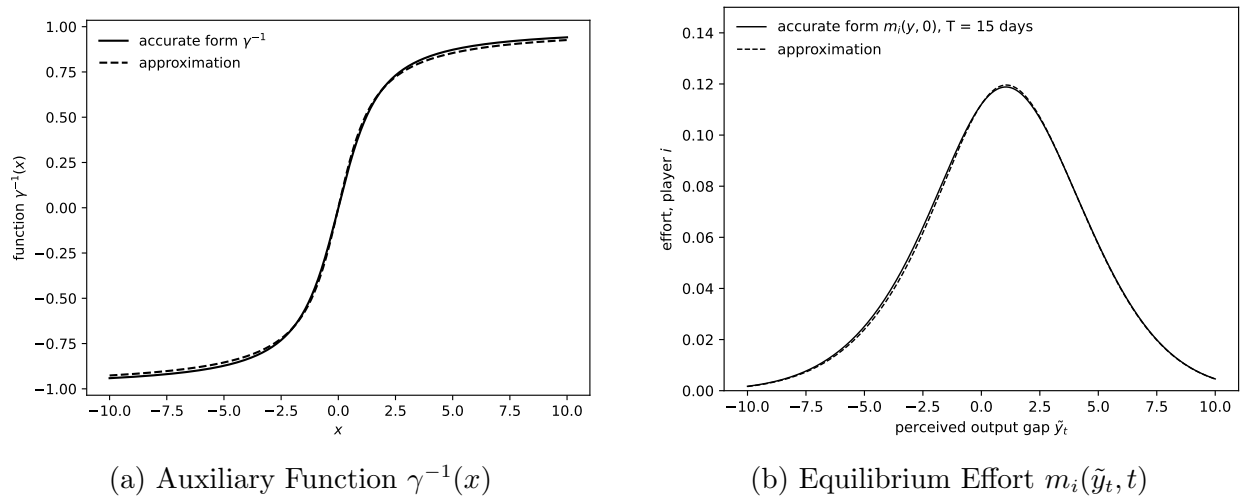 accurate form γ⁻¹
approximation
function γ⁻¹(x)
1.00
0.75
0.50
0.25
0.00
−0.25
−0.50
−0.75
−1.00
−10.0 −7.5 −5.0 −2.5 0.0 2.5 5.0 7.5 10.0
x
(a) Auxiliary Function γ⁻¹(x)
accurate form mᵢ(y, 0), T = 15 days
approximation
effort, player i
0.14
0.12
0.10
0.08
0.06
0.04
0.02
0.00
−10.0 −7.5 −5.0 −2.5 0.0 2.5 5.0 7.5 10.0
perceived output gap ỹₜ
(b) Equilibrium Effort mᵢ(ỹₜ, t)